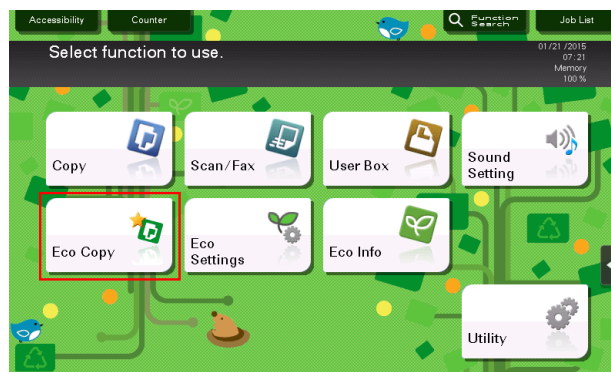 Accessibility
Counter
Function
Search
Job List
Select function to use.
01/21 /2015
07:21
Memory
100 %
Copy
Scan/Fax
User Box
Sound
Setting
Eco Copy
Eco
Settings
Eco Info
Utility